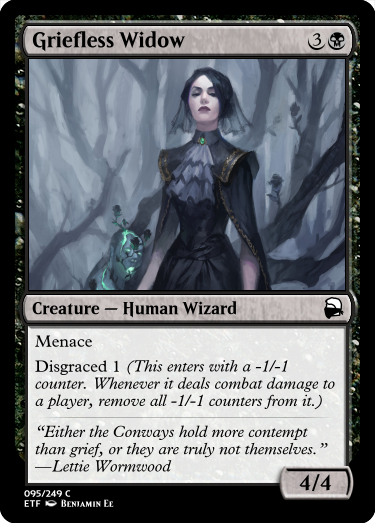 Griefless Widow 3
Creature — Human Wizard
Menace
Disgraced 1 (This enters with a -1/-1
counter. Whenever it deals combat damage to
a player, remove all -1/-1 counters from it.)
“Either the Conways hold more contempt
than grief, or they are truly not themselves.”
—Lettie Wormwood
4/4
095/249 C
ETF Benjamin Ee